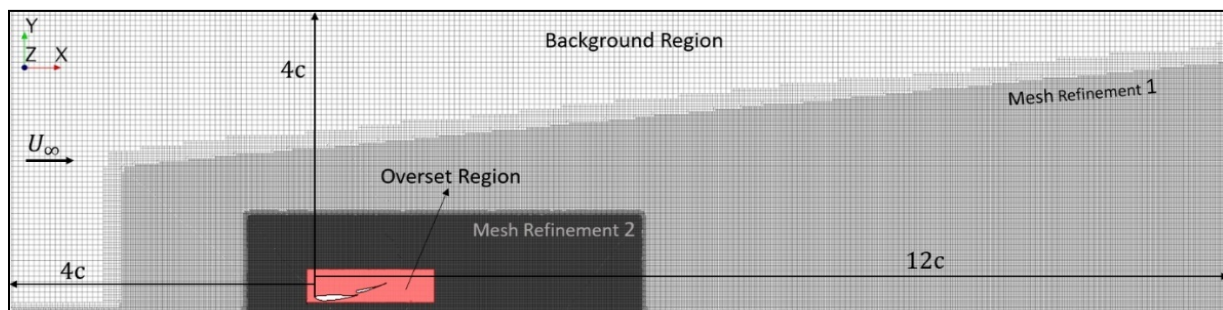 Y
Z X
Background Region
4c
Mesh Refinement 1
U∞
Overset Region
Mesh Refinement 2
4c
12c